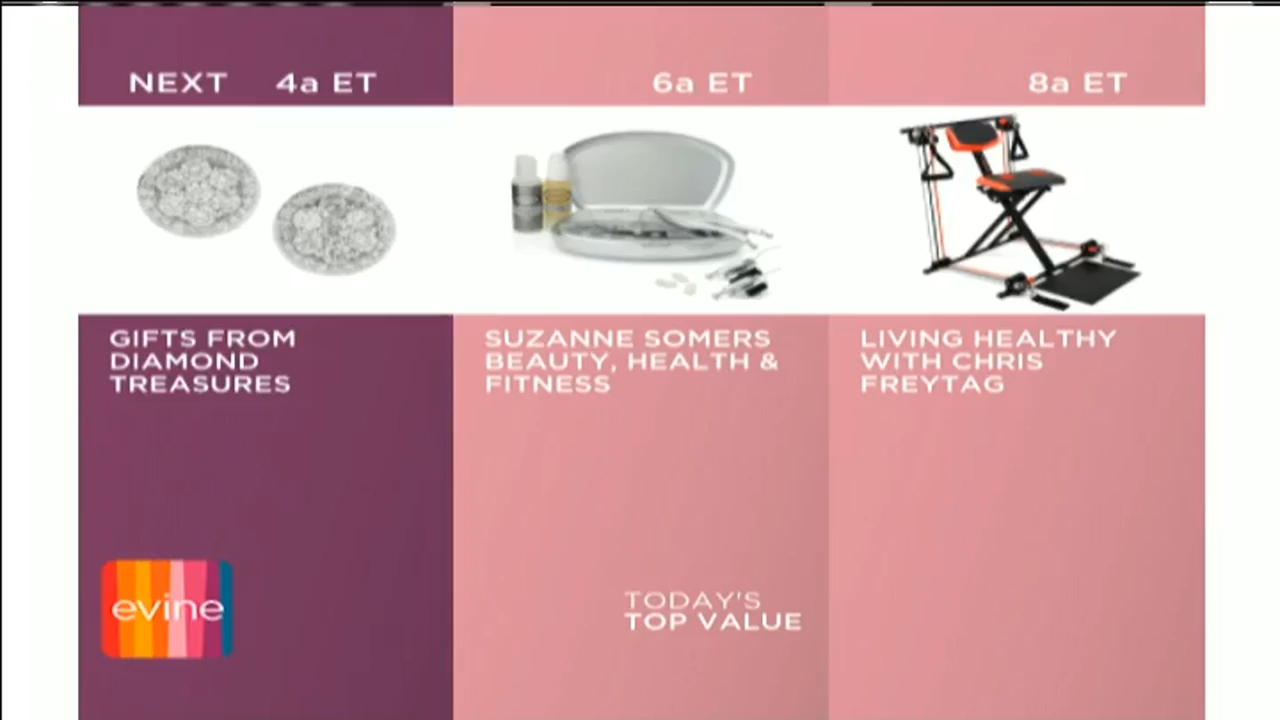 NEXT 4a ET
6a ET
8a ET
GIFTS FROM
DIAMOND
TREASURES
SUZANNE SOMERS
BEAUTY, HEALTH &
FITNESS
LIVING HEALTHY
WITH CHRIS
FREYTAG
evine
TODAY'S
TOP VALUE